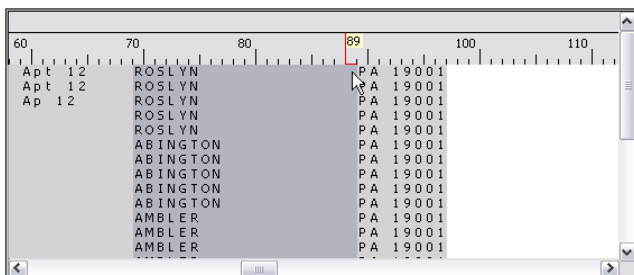 60 70 80 89 100 110
Apt 12 ROSLYN PA 19001
Apt 12 ROSLYN PA 19001
Ap 12 ROSLYN PA 19001
ROSLYN PA 19001
ROSLYN PA 19001
ABINGTON PA 19001
ABINGTON PA 19001
ABINGTON PA 19001
ABINGTON PA 19001
ABINGTON PA 19001
AMBLER PA 19001
AMBLER PA 19001
AMBLER PA 19001